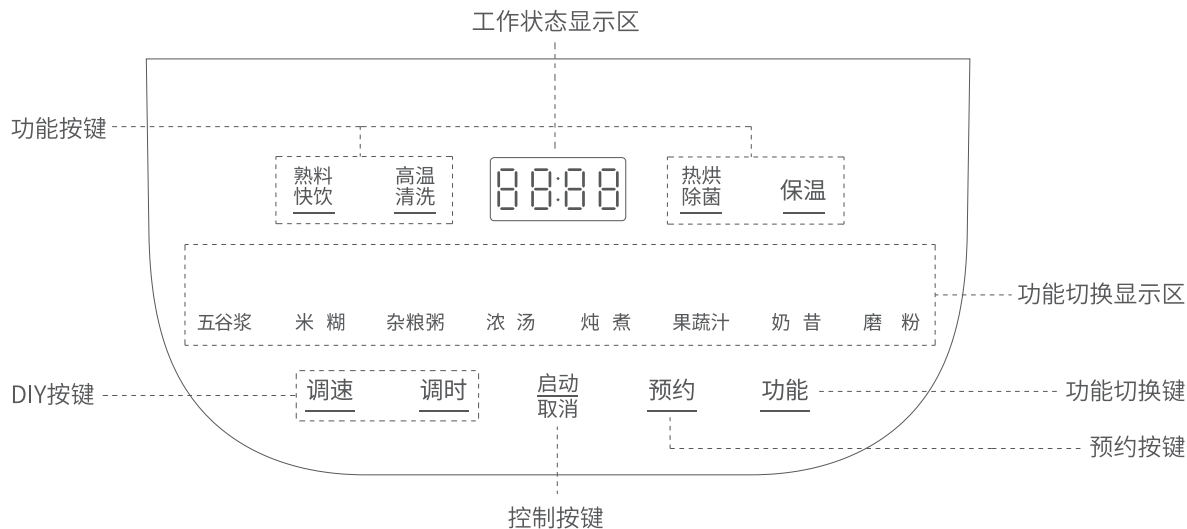 工作状态显示区
功能按键
熟料
快饮
高温
清洗
88:88
热烘
除菌
保温
功能切换显示区
五谷浆 米 糊 杂粮粥 浓 汤 炖 煮 果蔬汁 奶 昔 磨 粉
DIY按键
调速
调时
启动
取消
预约
功能
功能切换键
预约按键
控制按键